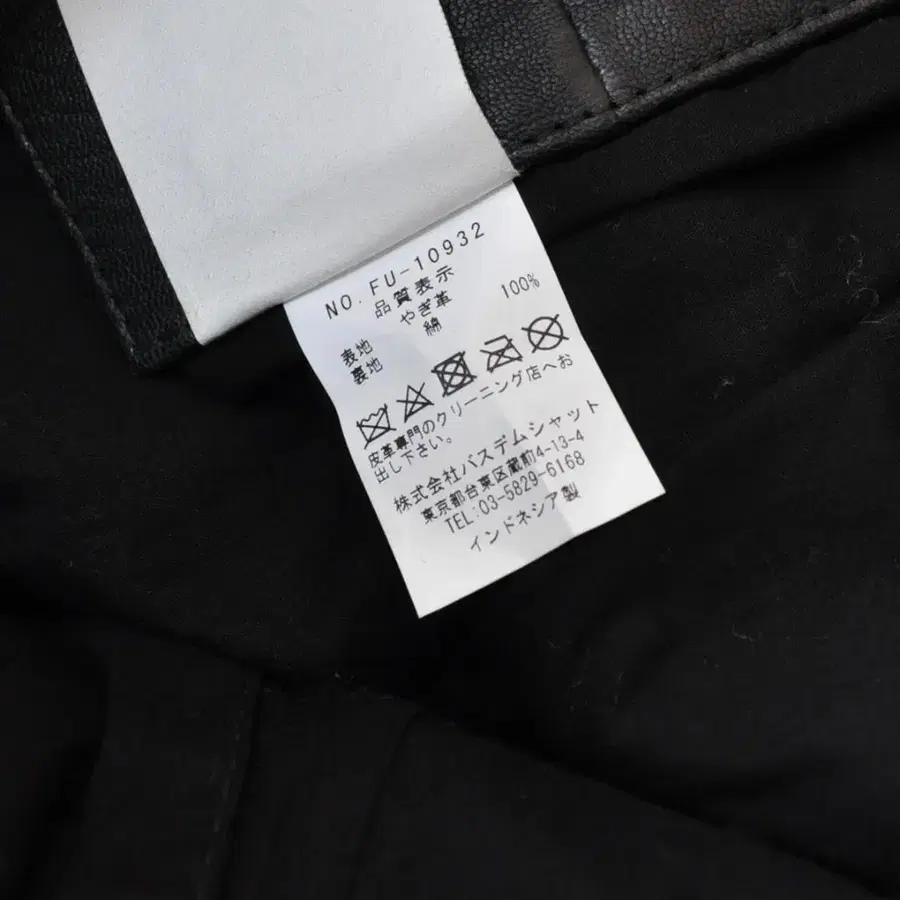 NO. FU-10932
品質表示
表地 やぎ革
裏地 綿 100%
皮革専門のクリーニング店へお
出し下さい。
株式会社バスデムシャット
東京都台東区蔵前4-13-4
TEL:03-5829-6168
インドネシア製